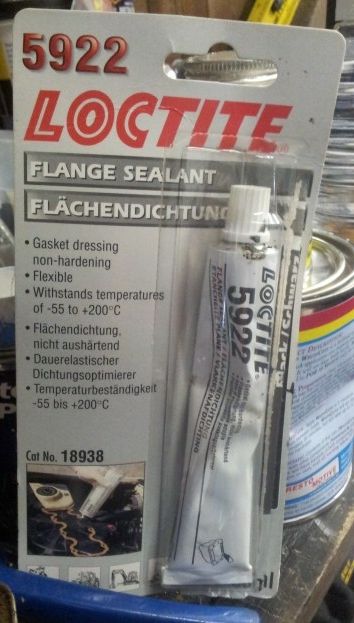 5922
LOCTITE
FLANGE SEALANT
FLÄCHENDICHTUNG
• Gasket dressing
non-hardening
• Flexible
• Withstands temperatures
of -55 to +200°C
• Flächendichtung,
nicht aushärtend
• Dauerelastischer
Dichtungsoptimierer
• Temperaturbeständigkeit
-55 bis +200°C
Cat No. 18938
LOCTITE
5922